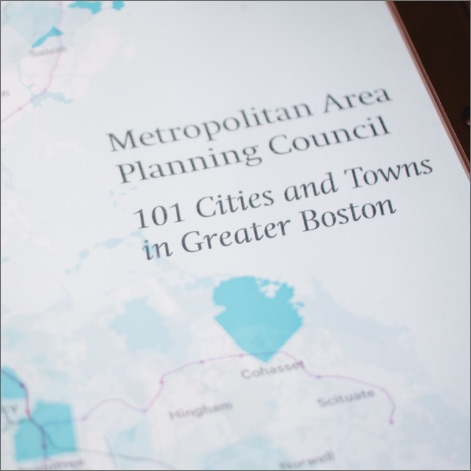 Salem
Metropolitan Area
Planning Council
101 Cities and Towns
in Greater Boston
Cohasset
Hingham
Scituate
Norwell